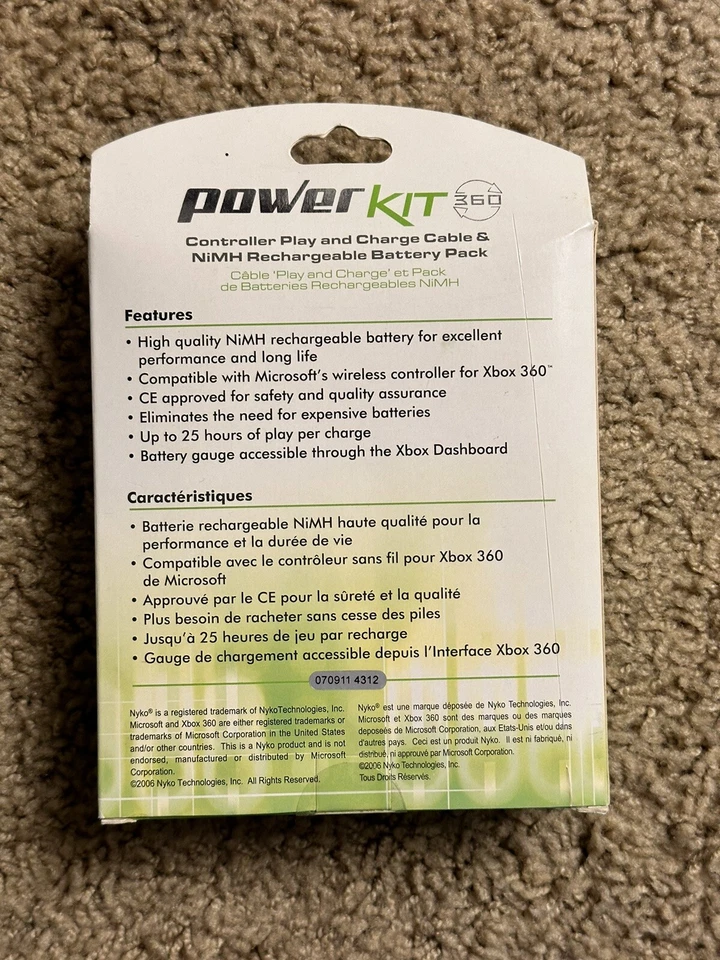 power KIT 360
Controller Play and Charge Cable &
NiMH Rechargeable Battery Pack
Câble 'Play and Charge' et Pack
de Batteries Rechargeables NiMH
Features
• High quality NiMH rechargeable battery for excellent
performance and long life
• Compatible with Microsoft's wireless controller for Xbox 360™
• CE approved for safety and quality assurance
• Eliminates the need for expensive batteries
• Up to 25 hours of play per charge
• Battery gauge accessible through the Xbox Dashboard
Caractéristiques
• Batterie rechargeable NiMH haute qualité pour la
performance et la durée de vie
• Compatible avec le contrôleur sans fil pour Xbox 360
de Microsoft
• Approuvé par le CE pour la sûreté et la qualité
• Plus besoin de racheter sans cesse des piles
• Jusqu'à 25 heures de jeu par recharge
• Gauge de chargement accessible depuis l'Interface Xbox 360
070911 4312
Nyko® is a registered trademark of NykoTechnologies, Inc.
Microsoft and Xbox 360 are either registered trademarks or
trademarks of Microsoft Corporation in the United States
and/or other countries. This is a Nyko product and is not
endorsed, manufactured or distributed by Microsoft
Corporation.
©2006 Nyko Technologies, Inc. All Rights Reserved.
Nyko® est une marque déposée de Nyko Technologies, Inc.
Microsoft et Xbox 360 sont des marques ou des marques
deposeés de Microsoft Corporation, aux Etats-Unis et/ou dans
d'autres pays. Ceci est un produit Nyko. Il est ni fabriqué, ni
distribué, ni approuvé par Microsoft Corporation.
©2006 Nyko Technologies, Inc.
Tous Droits Réservés.